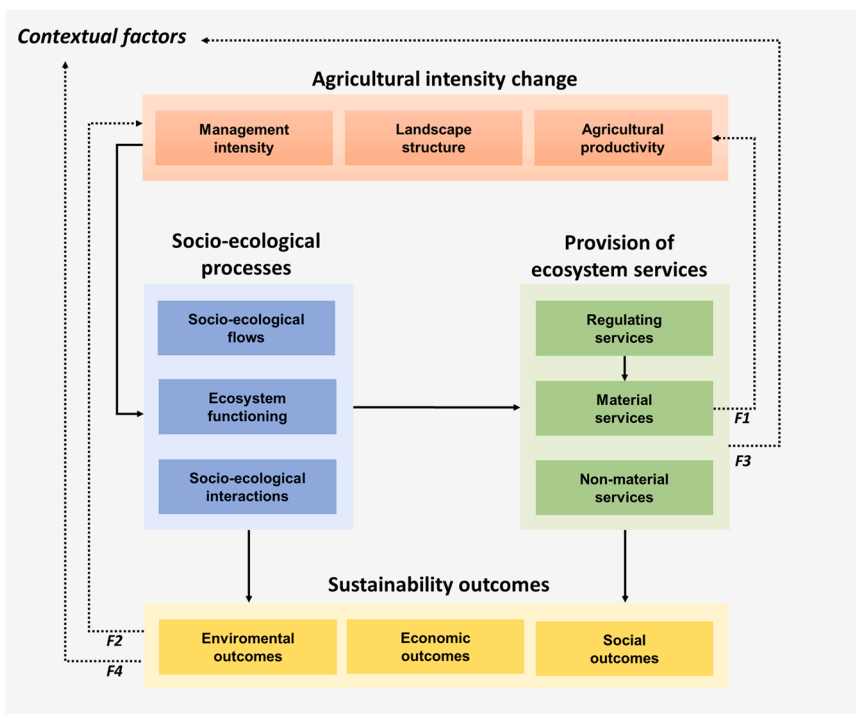 Contextual factors
Agricultural intensity change
Management
intensity
Landscape
structure
Agricultural
productivity
Socio-ecological
processes
Provision of
ecosystem services
Socio-ecological
flows
Ecosystem
functioning
Socio-ecological
interactions
Regulating
services
Material
services
Non-material
services
F1
F3
Sustainability outcomes
Enviromental
outcomes
Economic
outcomes
Social
outcomes
F2
F4